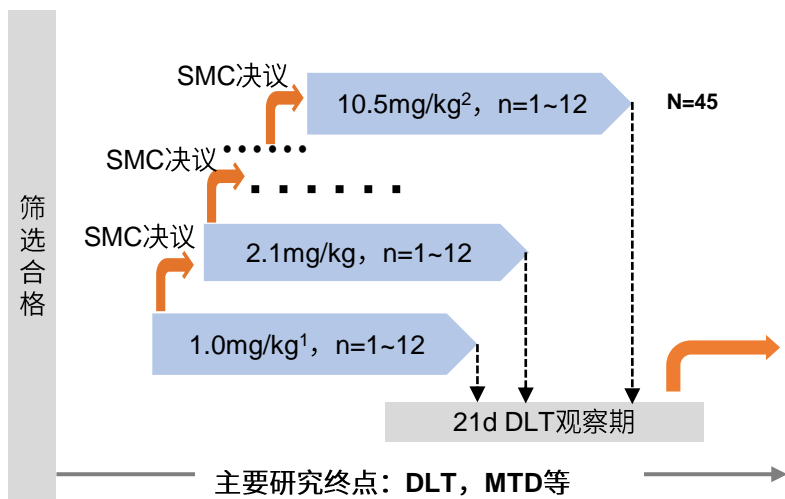 SMC决议
10.5mg/kg²，n=1~12
N=45
SMC决议
筛选合格
SMC决议
2.1mg/kg，n=1~12
1.0mg/kg¹，n=1~12
21d DLT观察期
主要研究终点：DLT，MTD等